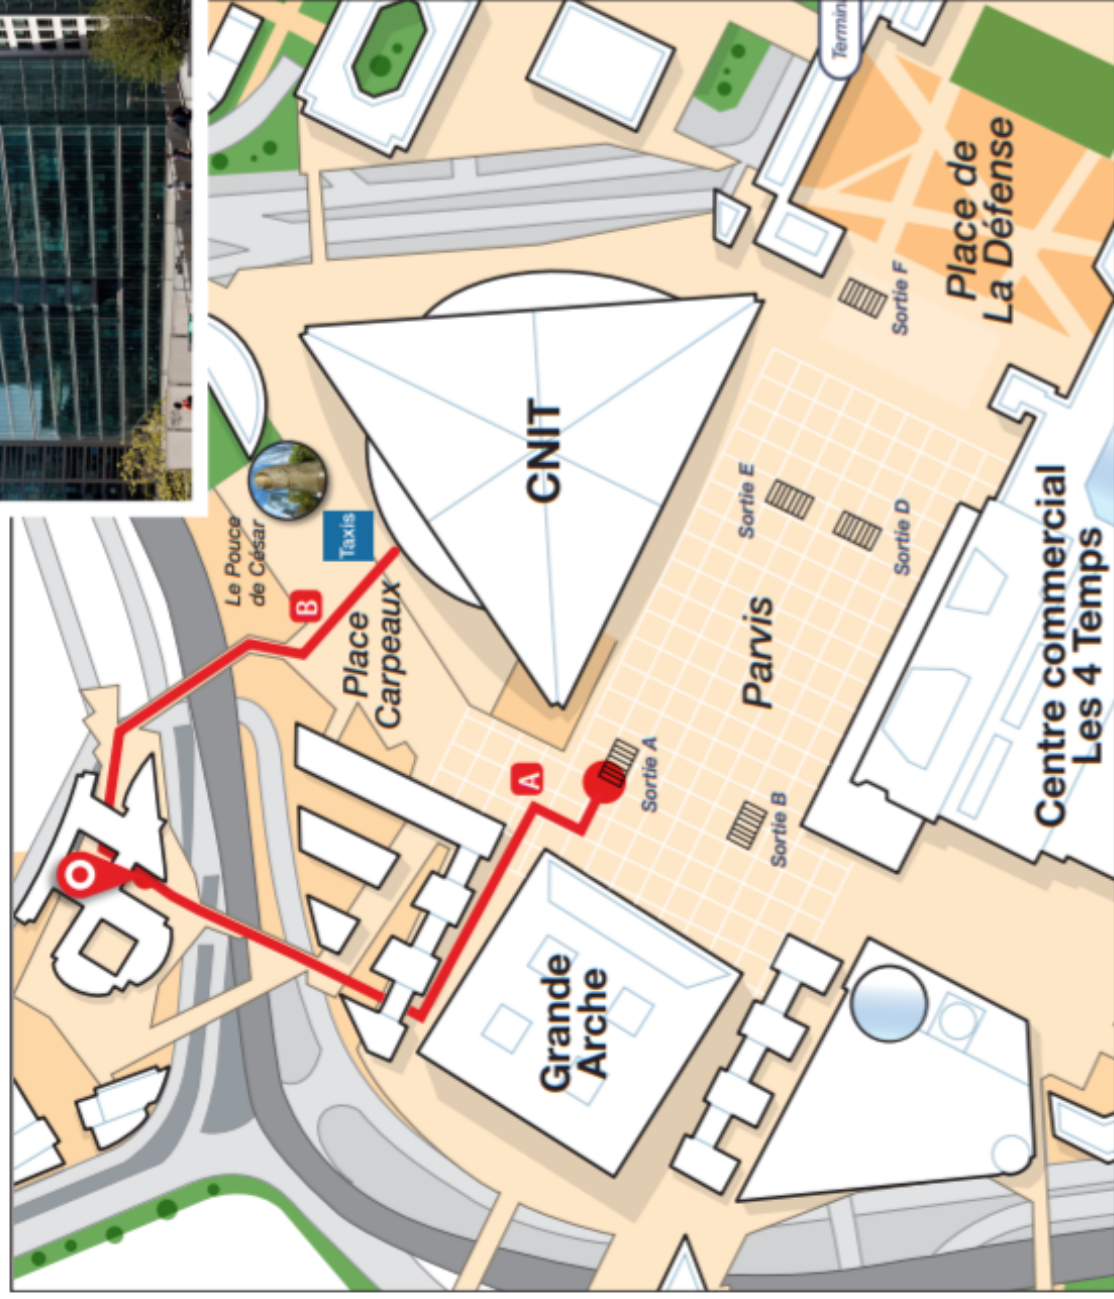 Le Pouce
de César
Taxis
B
Place
Carpeaux
CNIT
A
Sortie A
Sortie B
Parvis
Sortie E
Sortie D
Sortie F
Place de
La Défense
Grande
Arche
Centre commercial
Les 4 Temps